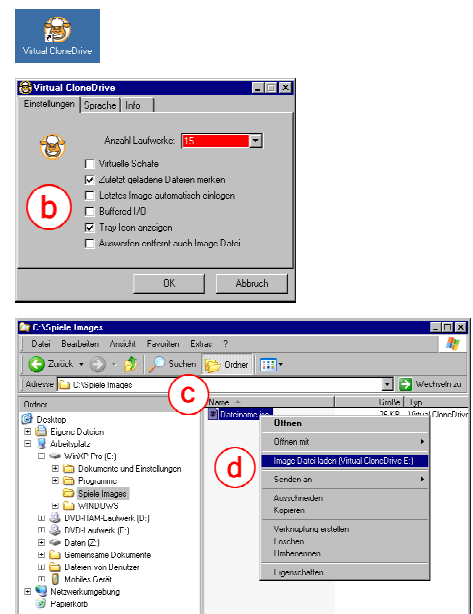 Virtual CloneDrive
Virtual CloneDrive
Einstellungen Sprache Info
Anzahl Laufwerke: 15
Virtuelle Schafe
Zuletzt geladene Dateien merken
Letztes Image automatisch einlegen
b
Buffered I/O
Tray Icon anzeigen
Auswerfen entfernt auch Image Datei
OK Abbruch
C:\Spiele Images
Datei Bearbeiten Ansicht Favoriten Extras ?
Zurück Suchen Ordner
Adresse C:\Spiele Images Wechseln zu
c
Ordner
Name Größe Typ
Dateiname.iso 26 KB Virtual CloneDrive
Desktop
Eigene Dateien
Arbeitsplatz
WinXP Pro (C:)
Dokumente und Einstellungen
Programme
Spiele Images
WINDOWS
DVD-RAM-Laufwerk (D:)
DVD-Laufwerk (E:)
Daten (Z:)
Gemeinsame Dokumente
Dateien von Benutzer
Mobiles Gerät
Netzwerkumgebung
Papierkorb
d
Öffnen
Öffnen mit
Image Datei laden (Virtual CloneDrive E:)
Senden an
Ausschneiden
Kopieren
Verknüpfung erstellen
Löschen
Umbenennen
Eigenschaften